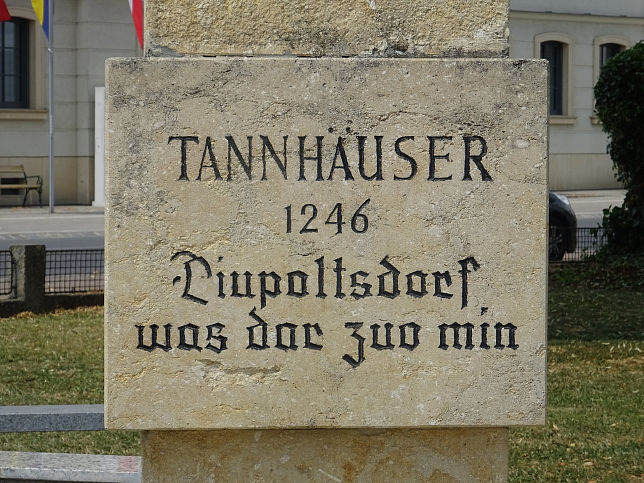 TANNHÄUSER
1246
Liupoltsdorf
was dar zuo min